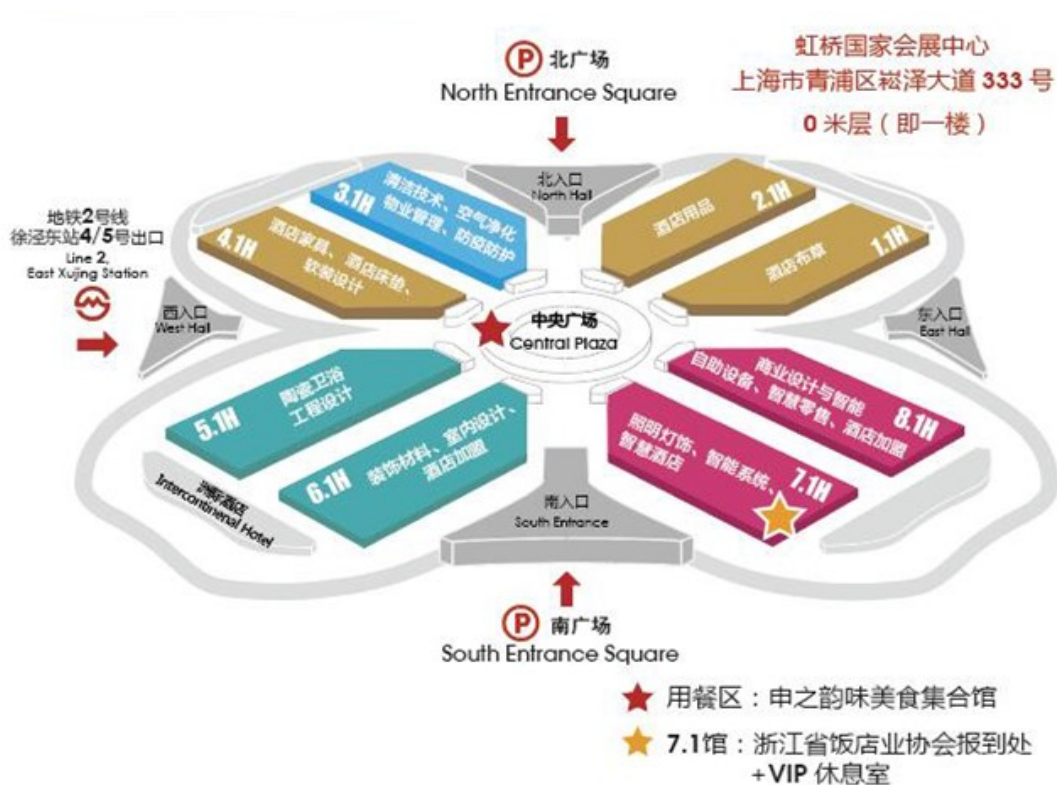 虹桥国家会展中心
上海市青浦区崧泽大道 333 号
0 米层（即一楼）
P 北广场
North Entrance Square
北入口
North Hall
3.1H
清洁技术、空气净化
物业管理、防疫防护
2.1H
酒店用品
地铁2号线
徐泾东站4/5号出口
Line 2,
East Xujing Station
4.1H
酒店家具、酒店床垫、
软装设计
1.1H
酒店布草
西入口
West Hall
中央广场
Central Plaza
东入口
East Hall
5.1H
陶瓷卫浴
工程设计
商业设计与智能
自助设备、智慧零售、酒店加盟
8.1H
6.1H
装饰材料、室内设计、
酒店加盟
照明灯饰、智能系统、
智慧酒店
7.1H
洲际酒店
Intercontinenal Hotel
南入口
South Entrance
P 南广场
South Entrance Square
用餐区：申之韵味美食集合馆
7.1馆：浙江省饭店业协会报到处
+VIP 休息室